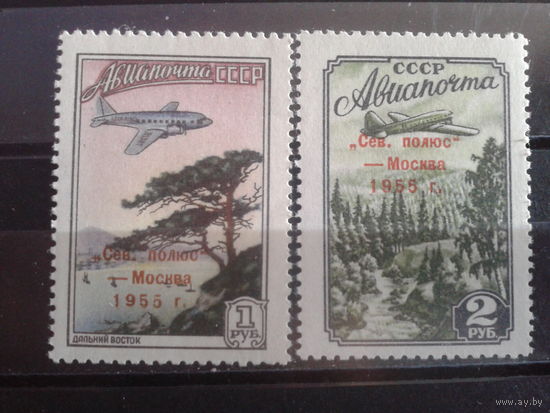 Авиапочта СССР
„Сев. полюс"
—Москва
1955 г.
1
РУБ.
ДАЛЬНИЙ ВОСТОК
СССР
Авиапочта
„Сев. полюс"
—Москва
1955 г.
2
РУБ.
https://www.ay.by/